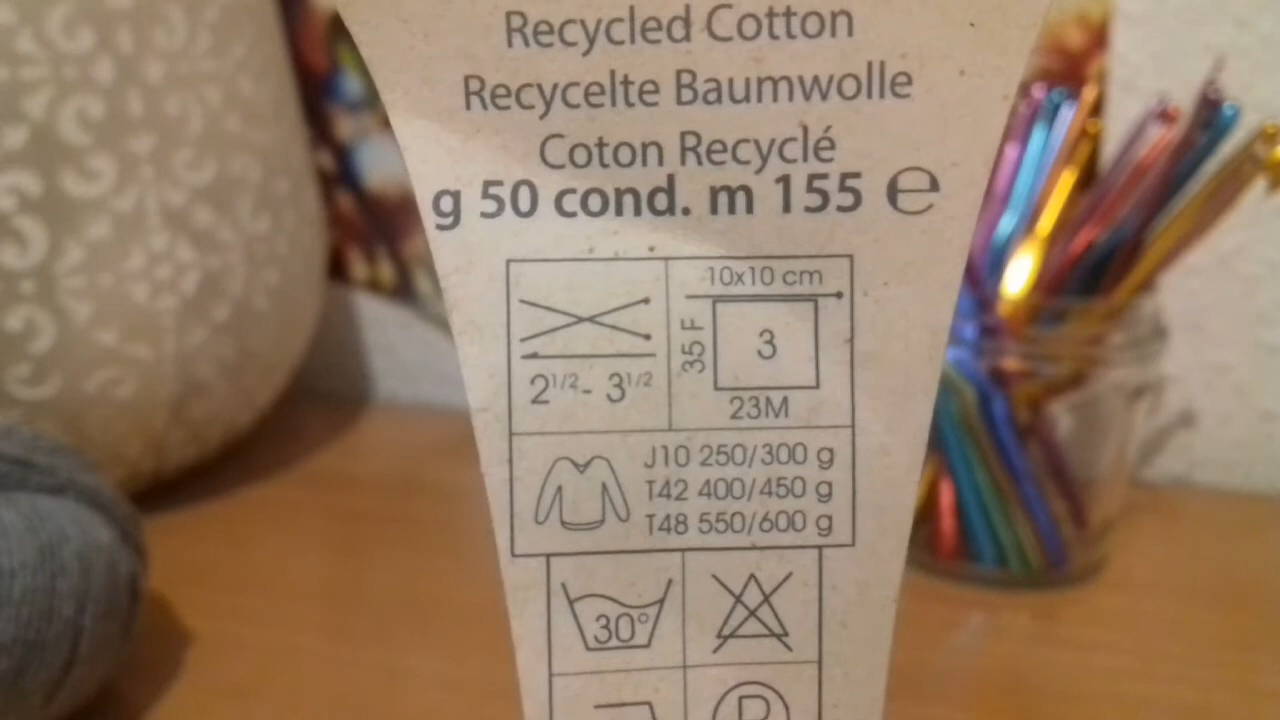 Recycled Cotton
Recycelte Baumwolle
Coton Recyclé
g 50 cond. m 155 ℮
10x10 cm
35 F
3
23M
2 1/2 - 3 1/2
J10 250/300 g
T42 400/450 g
T48 550/600 g
30°
P